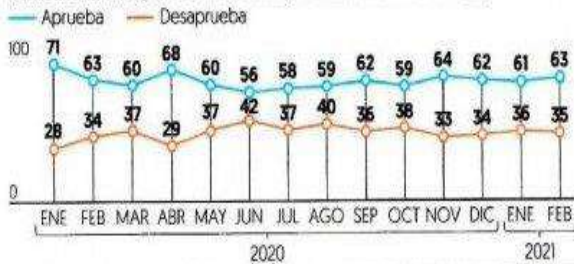 Aprueba Desaprueba
100
71 63 60 68 60 56 58 59 62 59 64 62 61 63
28 34 37 29 37 42 37 40 36 38 33 34 36 35
0
ENE FEB MAR ABR MAY JUN JUL AGO SEP OCT NOV DIC ENE FEB
2020 2021